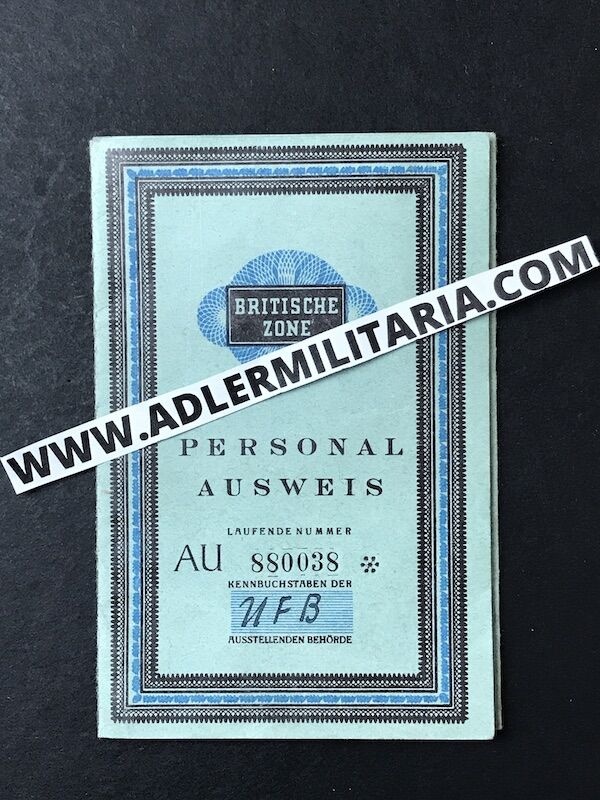 BRITISCHE
ZONE
WWW.ADLERMILITARIA.COM
PERSONAL
AUSWEIS
LAUFENDE NUMMER
AU 880038
KENNBUCHSTABEN DER
UFB
AUSSTELLENDEN BEHÖRDE